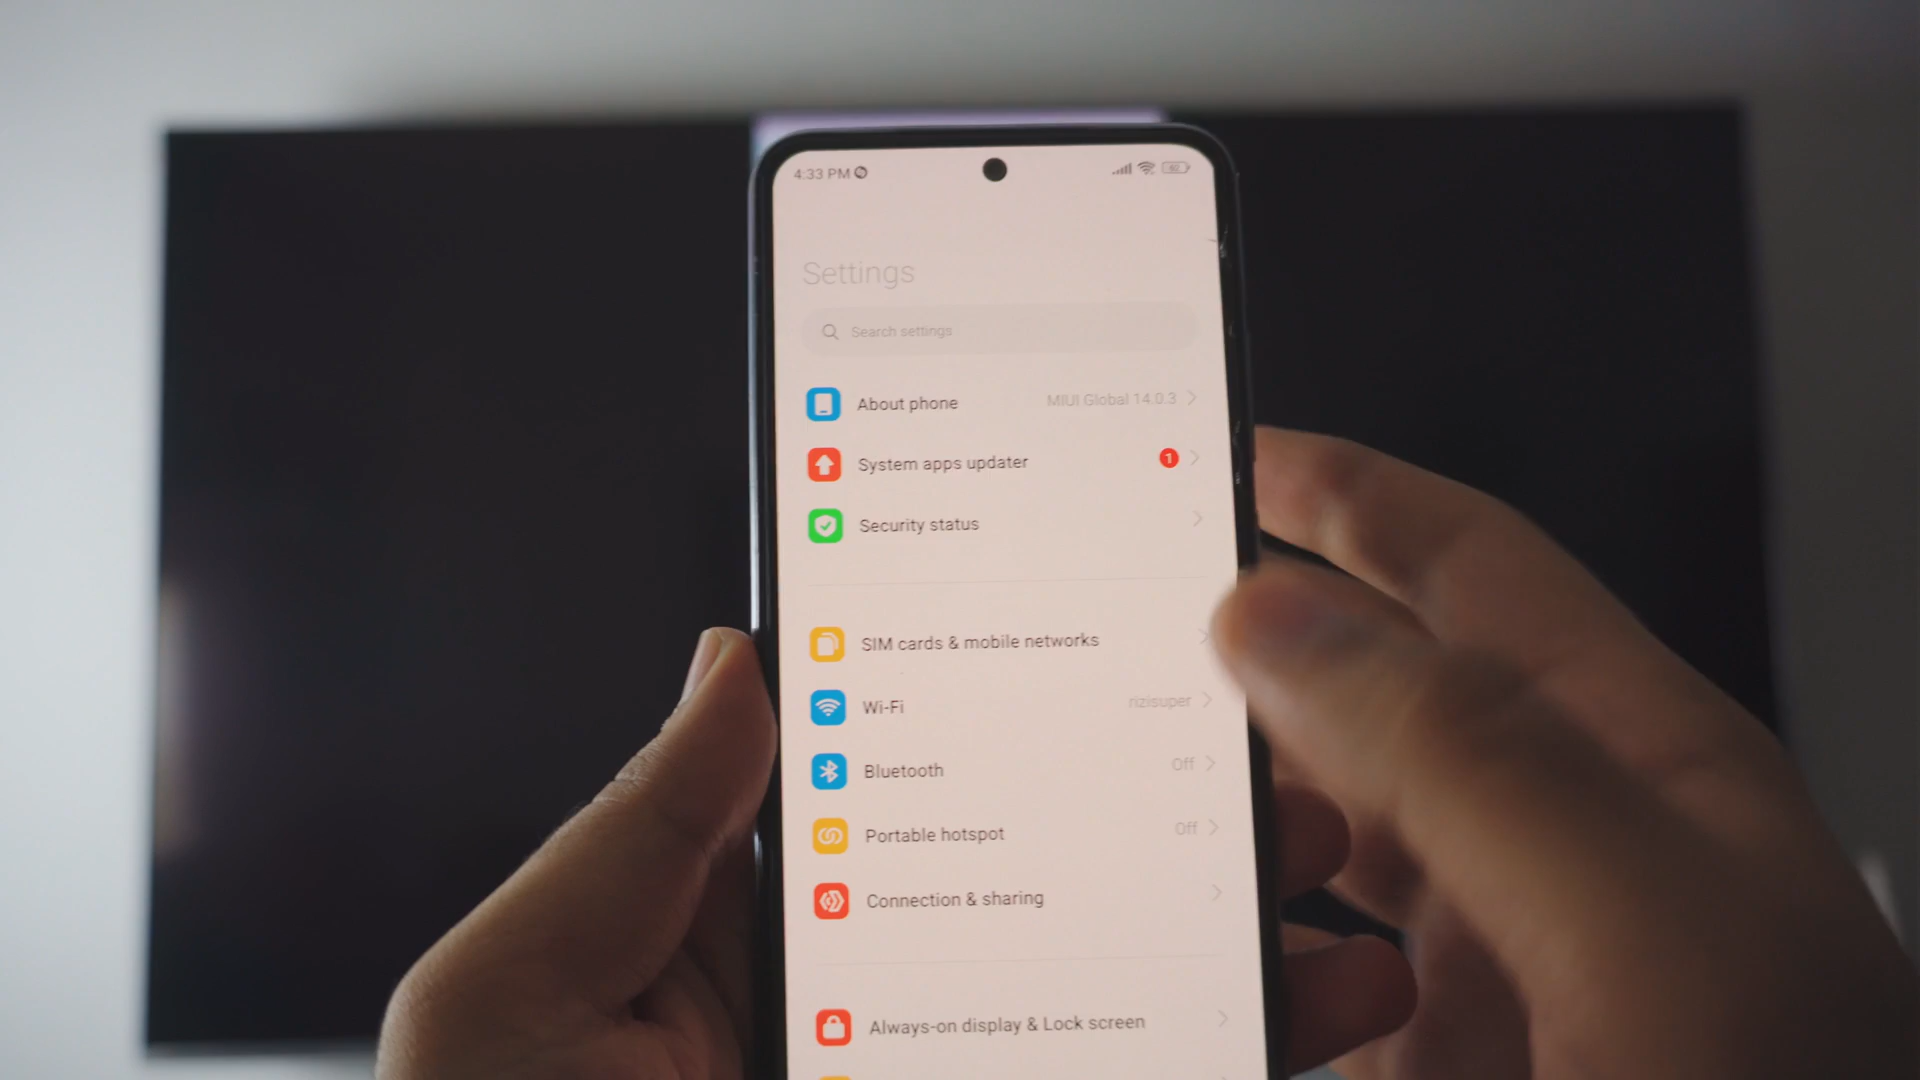 4:33 PM
Settings
Search settings
About phone MIUI Global 14.0.3
System apps updater 1
Security status
SIM cards & mobile networks
Wi-Fi rizisuper
Bluetooth Off
Portable hotspot Off
Connection & sharing
Always-on display & Lock screen